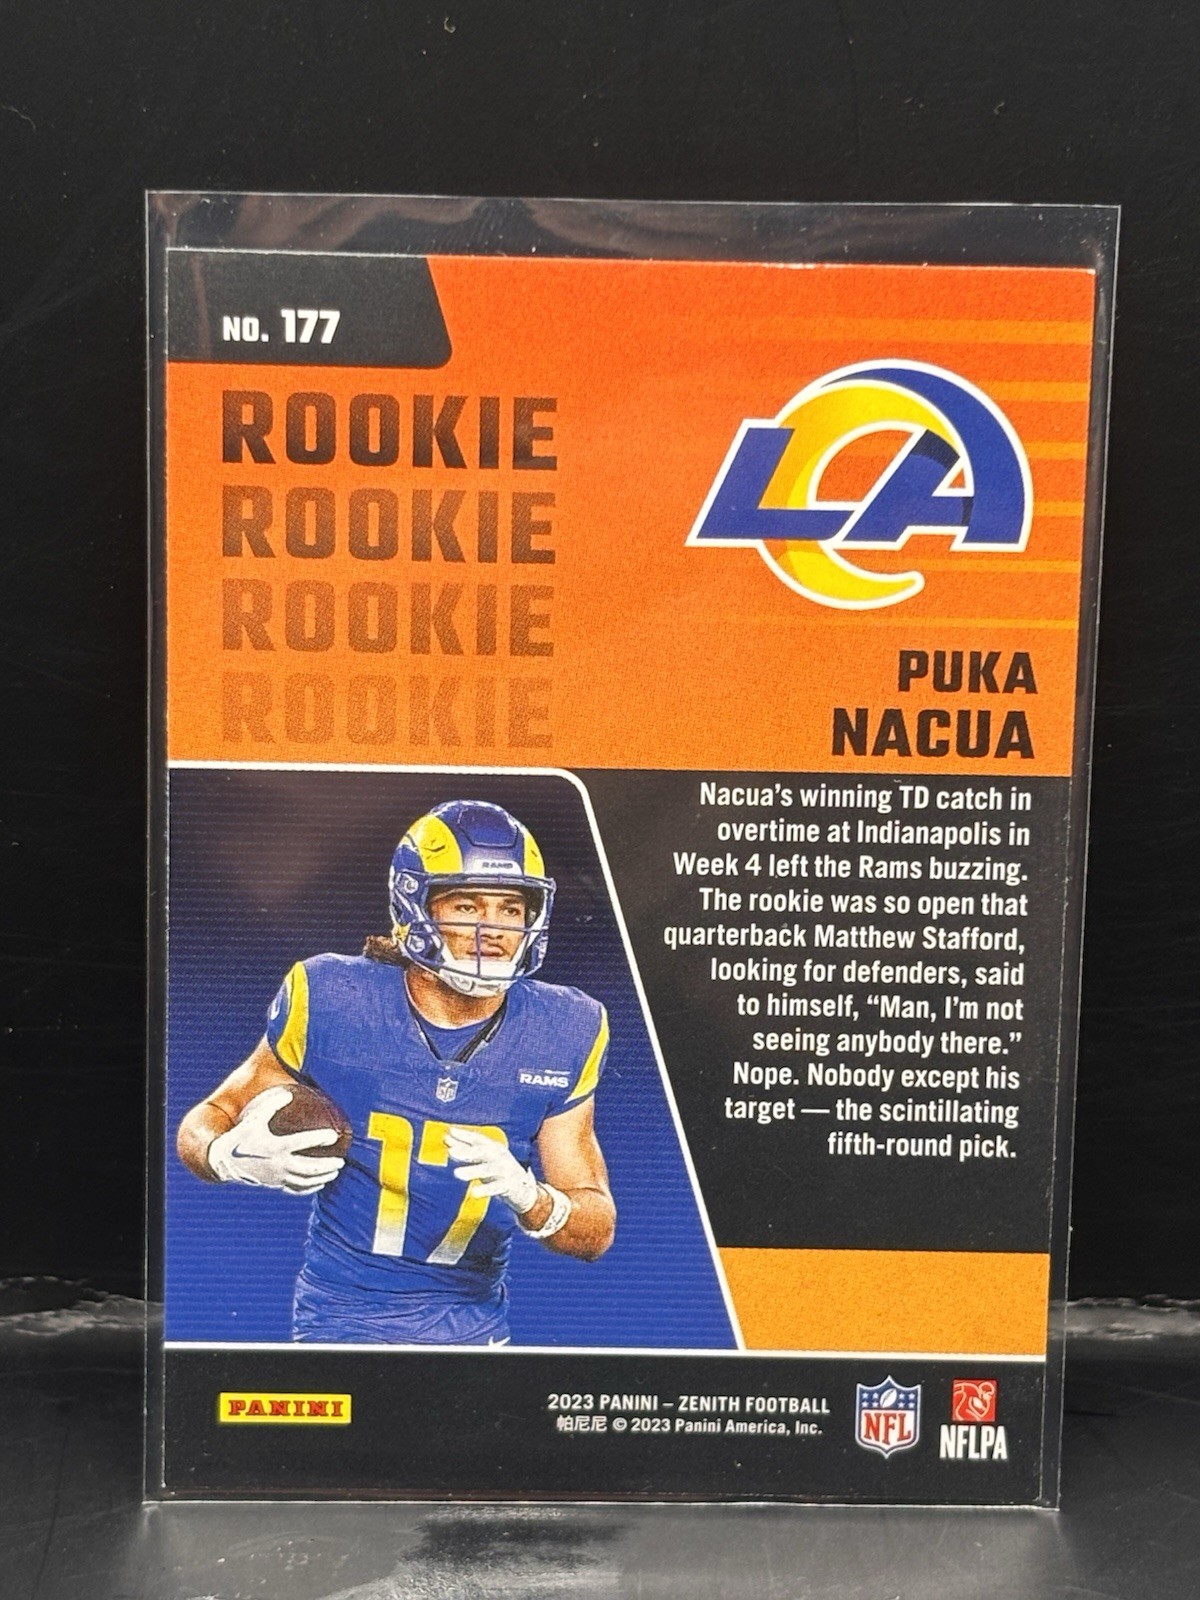 NO. 177
ROOKIE
ROOKIE
ROOKIE
ROOKIE
LA
PUKA
NACUA
Nacua's winning TD catch in
overtime at Indianapolis in
Week 4 left the Rams buzzing.
The rookie was so open that
quarterback Matthew Stafford,
looking for defenders, said
to himself, “Man, I'm not
seeing anybody there.”
Nope. Nobody except his
target — the scintillating
fifth-round pick.
RAMS
RAMS
17
PANINI
2023 PANINI – ZENITH FOOTBALL
帕尼尼 © 2023 Panini America, Inc.
NFL
NFLPA